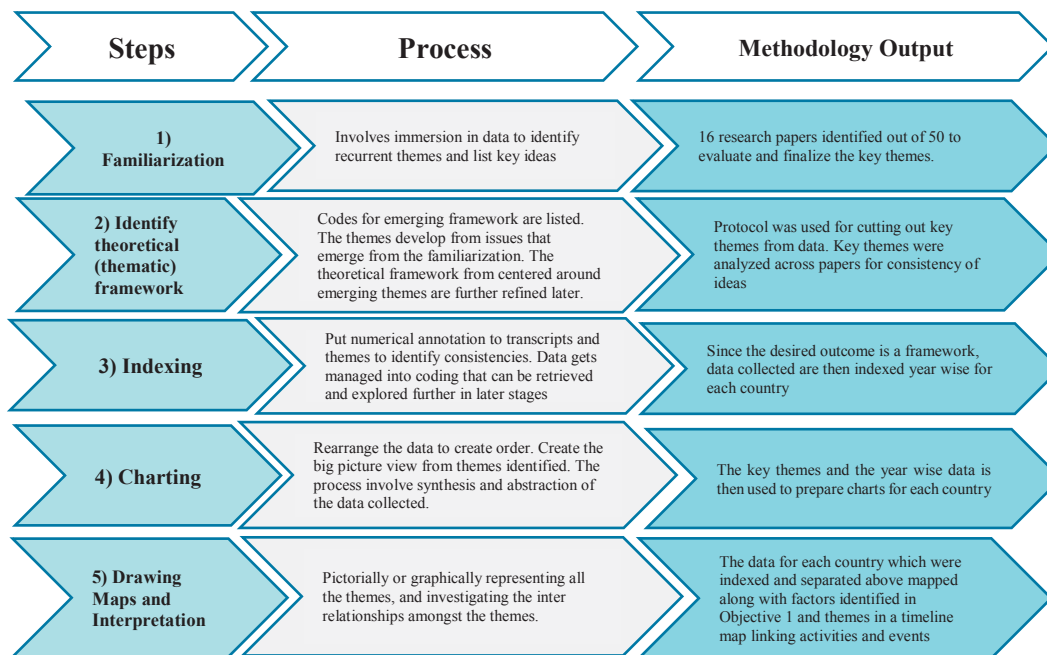 Steps
Process
Methodology Output
1)
Familiarization
Involves immersion in data to identify
recurrent themes and list key ideas
16 research papers identified out of 50 to
evaluate and finalize the key themes.
2) Identify
theoretical
(thematic)
framework
Codes for emerging framework are listed.
The themes develop from issues that
emerge from the familiarization. The
theoretical framework from centered around
emerging themes are further refined later.
Protocol was used for cutting out key
themes from data. Key themes were
analyzed across papers for consistency of
ideas
3) Indexing
Put numerical annotation to transcripts and
themes to identify consistencies. Data gets
managed into coding that can be retrieved
and explored further in later stages
Since the desired outcome is a framework,
data collected are then indexed year wise for
each country
4) Charting
Rearrange the data to create order. Create the
big picture view from themes identified. The
process involve synthesis and abstraction of
the data collected.
The key themes and the year wise data is
then used to prepare charts for each country
5) Drawing
Maps and
Interpretation
Pictorially or graphically representing all
the themes, and investigating the inter
relationships amongst the themes.
The data for each country which were
indexed and separated above mapped
along with factors identified in
Objective 1 and themes in a timeline
map linking activities and events